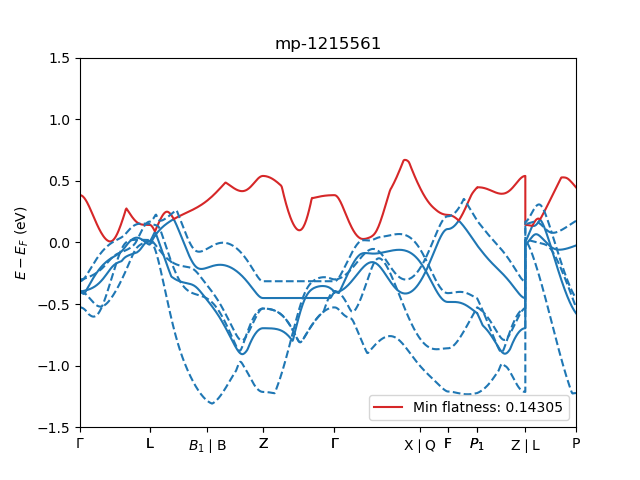 mp-1215561
E − E_F (eV)
1.5
1.0
0.5
0.0
−0.5
−1.0
−1.5
Min flatness: 0.14305
Γ L B₁ | B Z Γ X | Q F P₁ Z | L P